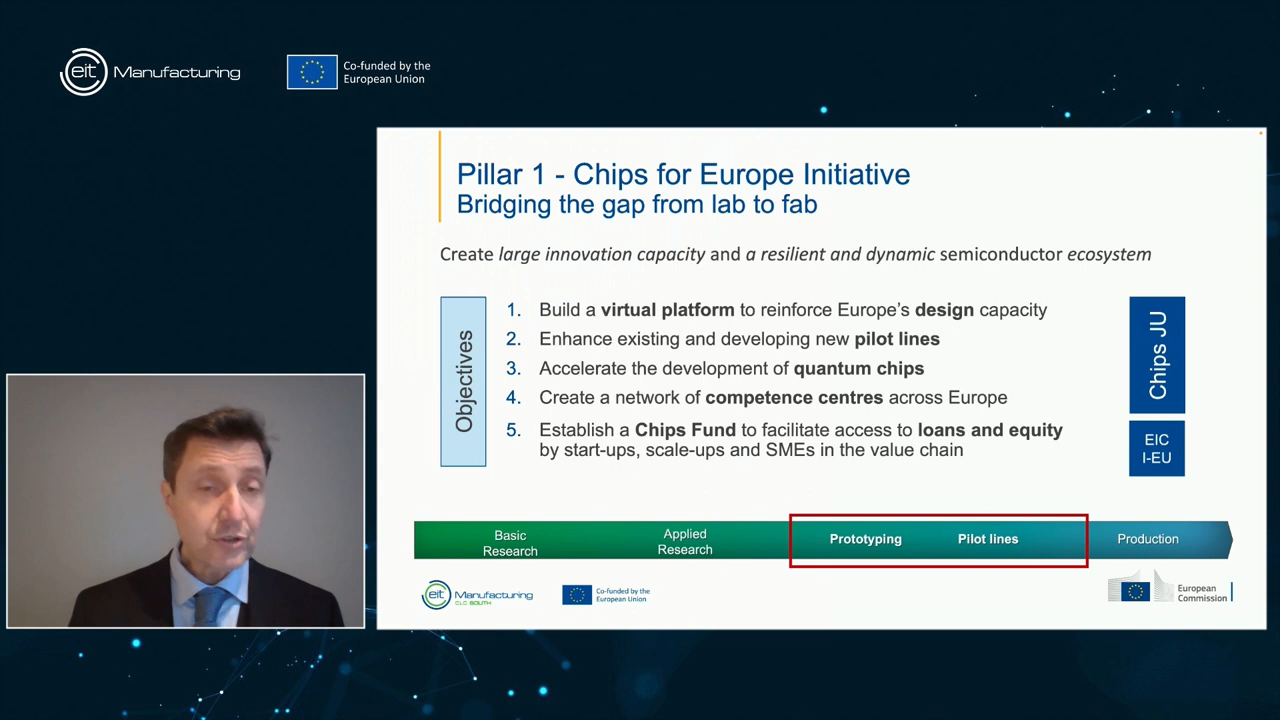 eit Manufacturing
Co-funded by the
European Union
Pillar 1 - Chips for Europe Initiative
Bridging the gap from lab to fab
Create large innovation capacity and a resilient and dynamic semiconductor ecosystem
Objectives
1. Build a virtual platform to reinforce Europe's design capacity
2. Enhance existing and developing new pilot lines
3. Accelerate the development of quantum chips
4. Create a network of competence centres across Europe
5. Establish a Chips Fund to facilitate access to loans and equity
by start-ups, scale-ups and SMEs in the value chain
Chips JU
EIC
I-EU
Basic
Research
Applied
Research
Prototyping
Pilot lines
Production
eit Manufacturing
CLC SOUTH
Co-funded by the
European Union
European
Commission